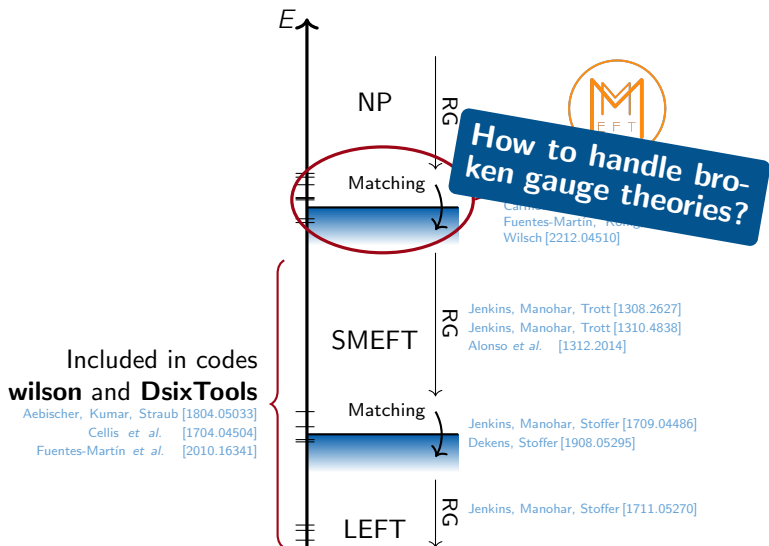 E
NP
RG
M
E F T
How to handle bro-
ken gauge theories?
Matching
Fuentes-Martín,
Wilsch [2212.04510]
RG
Jenkins, Manohar, Trott [1308.2627]
Jenkins, Manohar, Trott [1310.4838]
Alonso et al. [1312.2014]
SMEFT
Included in codes
wilson and DsixTools
Aebischer, Kumar, Straub [1804.05033]
Cellis et al. [1704.04504]
Fuentes-Martín et al. [2010.16341]
Matching
Jenkins, Manohar, Stoffer [1709.04486]
Dekens, Stoffer [1908.05295]
RG
Jenkins, Manohar, Stoffer [1711.05270]
LEFT